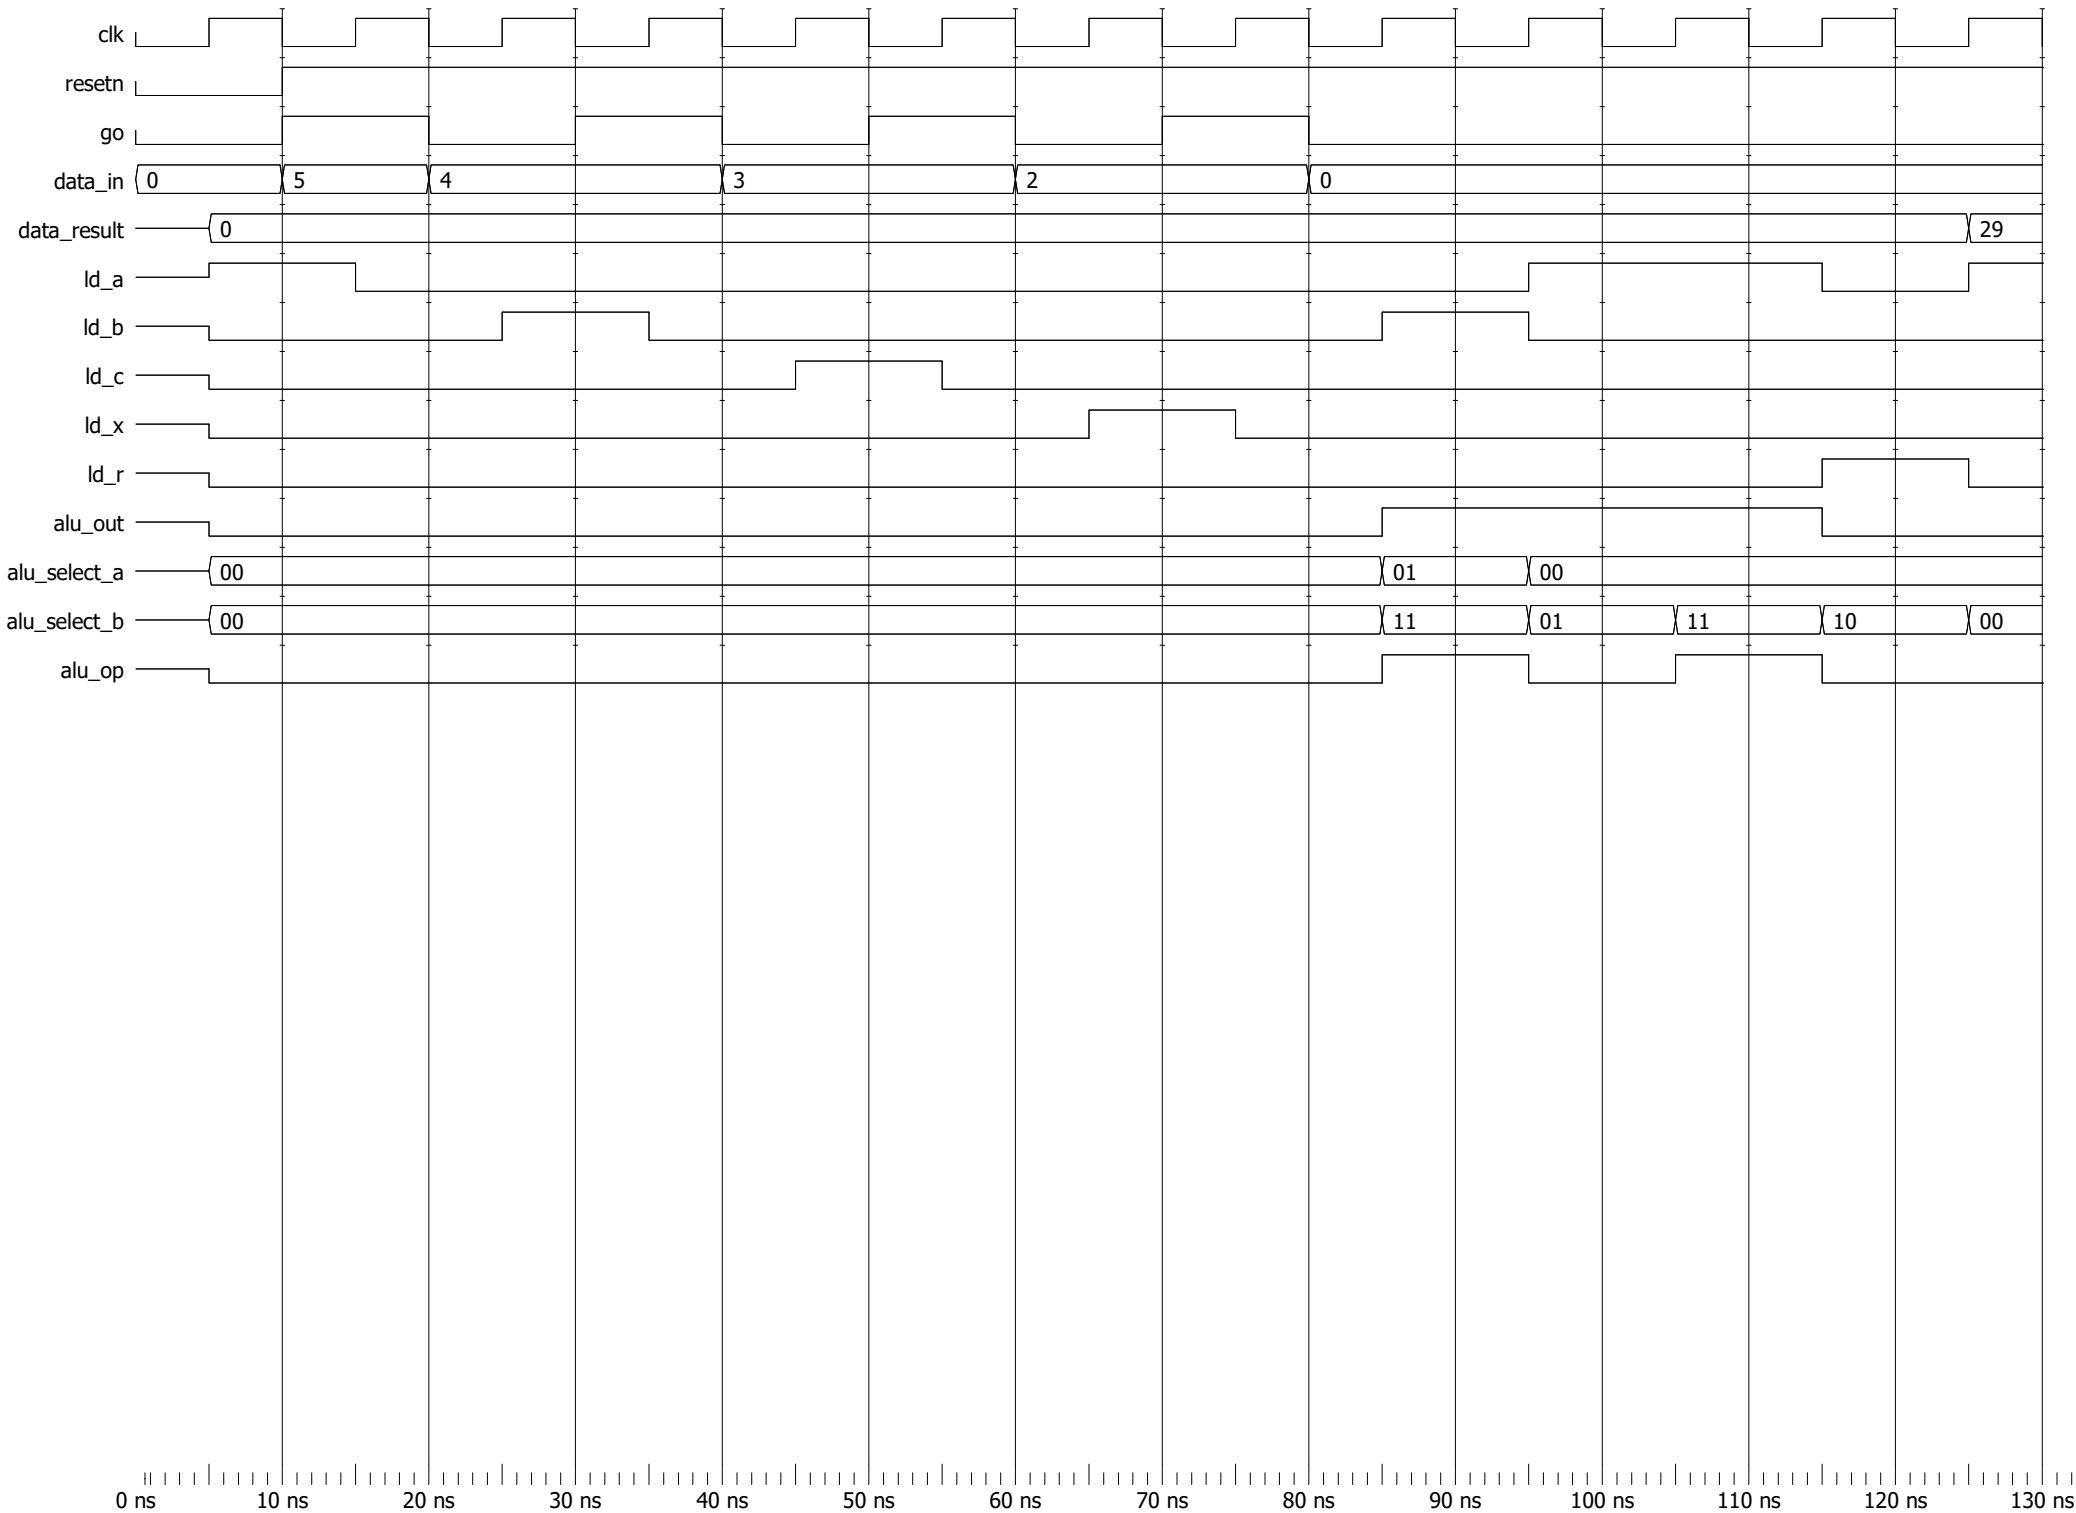 clk
resetn
go
data_in 0 5 4 3 2 0
data_result 0 29
ld_a
ld_b
ld_c
ld_x
ld_r
alu_out
alu_select_a 00 01 00
alu_select_b 00 11 01 11 10 00
alu_op
0 ns 10 ns 20 ns 30 ns 40 ns 50 ns 60 ns 70 ns 80 ns 90 ns 100 ns 110 ns 120 ns 130 ns